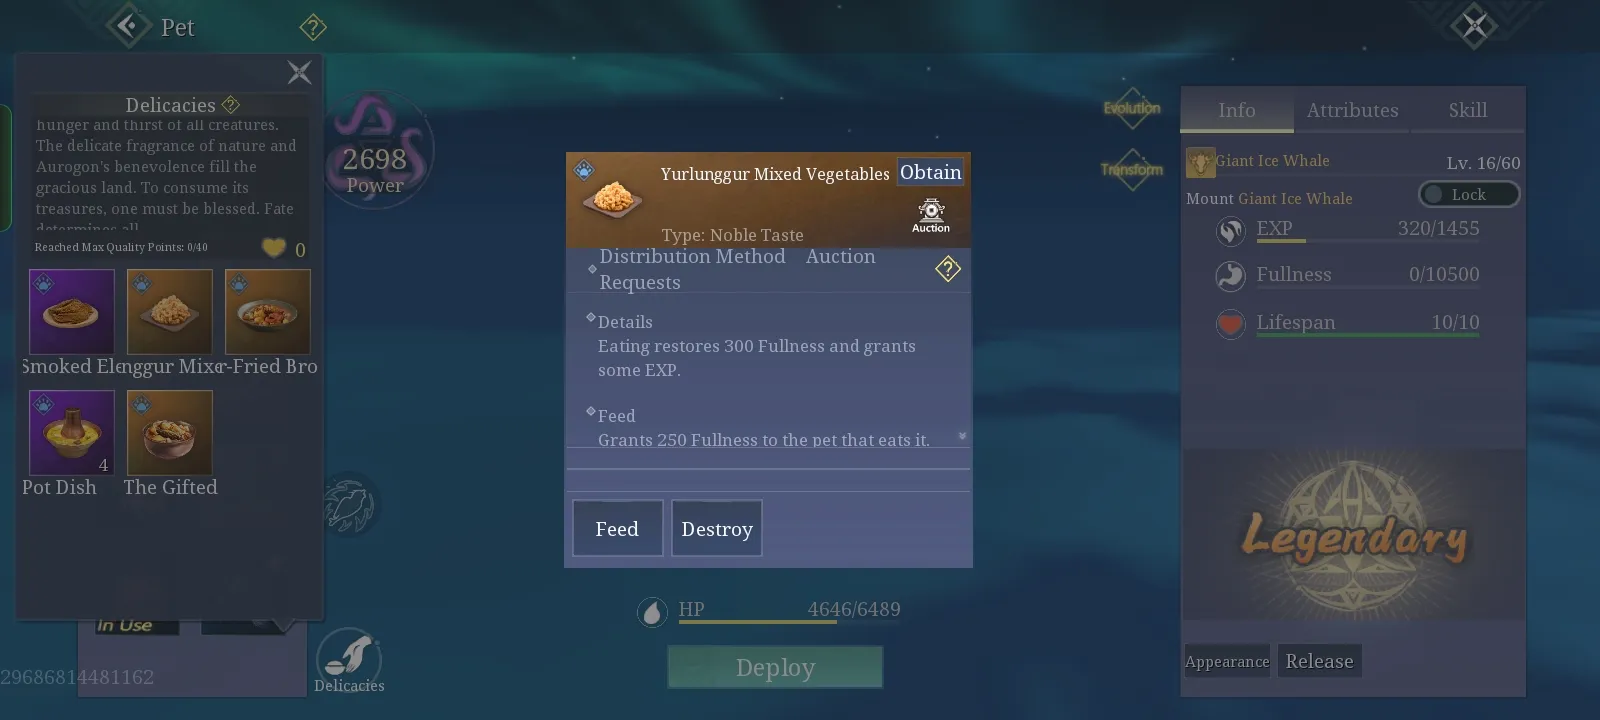 Pet
Delicacies
hunger and thirst of all creatures.
The delicate fragrance of nature and
Aurogon's benevolence fill the
gracious land. To consume its
treasures, one must be blessed. Fate
determines all
Reached Max Quality Points: 0/40
0
Smoked Ele
nggur Mixe
r-Fried Bro
4
Pot Dish
The Gifted
In Use
29686814481162
Delicacies
2698
Power
Yurlunggur Mixed Vegetables
Obtain
Auction
Type: Noble Taste
Distribution Method Auction
Requests
Details
Eating restores 300 Fullness and grants
some EXP.
Feed
Grants 250 Fullness to the pet that eats it.
Feed
Destroy
HP 4646/6489
Deploy
Evolution
Transform
Info
Attributes
Skill
Giant Ice Whale
Lv. 16/60
Mount Giant Ice Whale
Lock
EXP 320/1455
Fullness 0/10500
Lifespan 10/10
Legendary
Appearance
Release